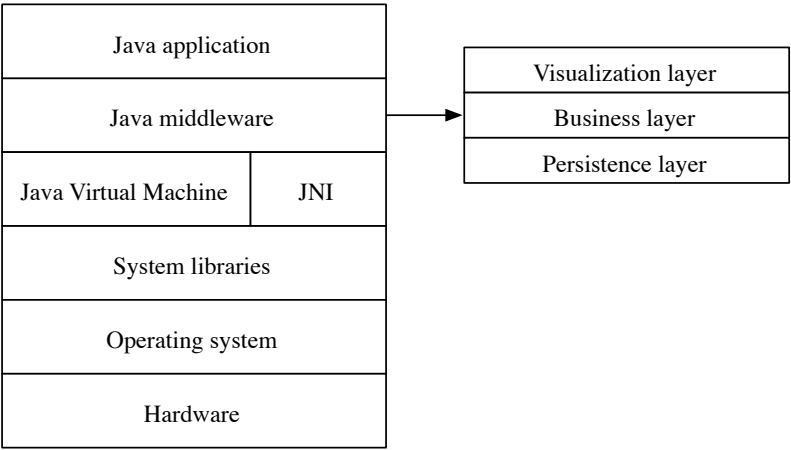 Java application
Java middleware
Java Virtual Machine
JNI
System libraries
Operating system
Hardware
Visualization layer
Business layer
Persistence layer